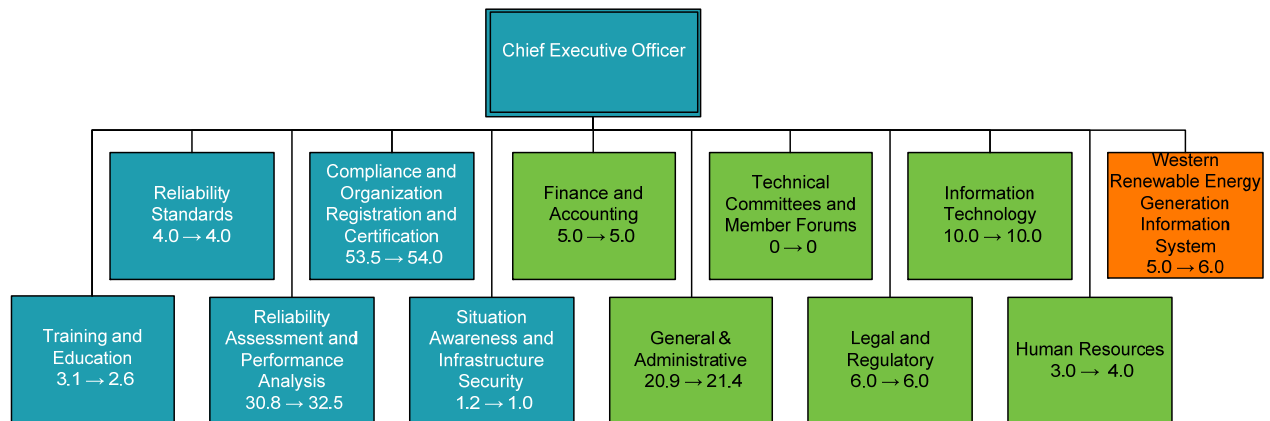 Chief Executive Officer
Reliability
Standards
4.0 → 4.0
Compliance and
Organization
Registration and
Certification
53.5 → 54.0
Finance and
Accounting
5.0 → 5.0
Technical
Committees and
Member Forums
0 → 0
Information
Technology
10.0 → 10.0
Western
Renewable Energy
Generation
Information
System
5.0 → 6.0
Training and
Education
3.1 → 2.6
Reliability
Assessment and
Performance
Analysis
30.8 → 32.5
Situation
Awareness and
Infrastructure
Security
1.2 → 1.0
General &
Administrative
20.9 → 21.4
Legal and
Regulatory
6.0 → 6.0
Human Resources
3.0 → 4.0